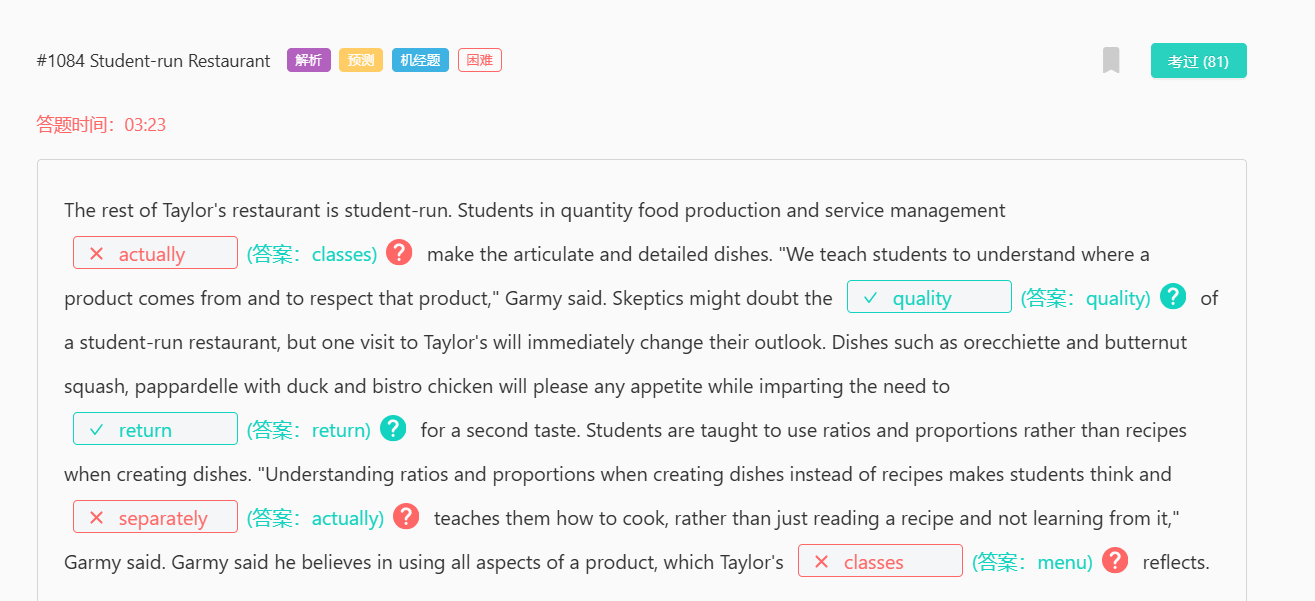 #1084 Student-run Restaurant 解析 预测 机经题 困难 考过 (81)
答题时间：03:23
The rest of Taylor's restaurant is student-run. Students in quantity food production and service management
✕ actually (答案：classes) ? make the articulate and detailed dishes. "We teach students to understand where a
product comes from and to respect that product," Garmy said. Skeptics might doubt the ✓ quality (答案：quality) ? of
a student-run restaurant, but one visit to Taylor's will immediately change their outlook. Dishes such as orecchiette and butternut
squash, pappardelle with duck and bistro chicken will please any appetite while imparting the need to
✓ return (答案：return) ? for a second taste. Students are taught to use ratios and proportions rather than recipes
when creating dishes. "Understanding ratios and proportions when creating dishes instead of recipes makes students think and
✕ separately (答案：actually) ? teaches them how to cook, rather than just reading a recipe and not learning from it,"
Garmy said. Garmy said he believes in using all aspects of a product, which Taylor's ✕ classes (答案：menu) ? reflects.